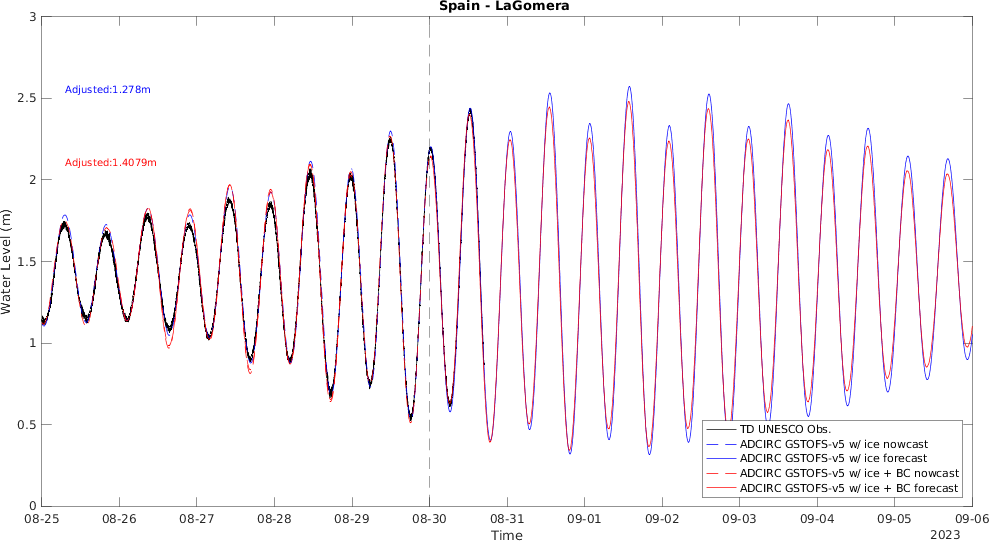 Spain - LaGomera
3
2.5
2
1.5
1
0.5
0
Water Level (m)
Adjusted:1.278m
Adjusted:1.4079m
TD UNESCO Obs.
ADCIRC GSTOFS-v5 w/ ice nowcast
ADCIRC GSTOFS-v5 w/ ice forecast
ADCIRC GSTOFS-v5 w/ ice + BC nowcast
ADCIRC GSTOFS-v5 w/ ice + BC forecast
08-25 08-26 08-27 08-28 08-29 08-30 08-31 09-01 09-02 09-03 09-04 09-05 09-06
Time
2023